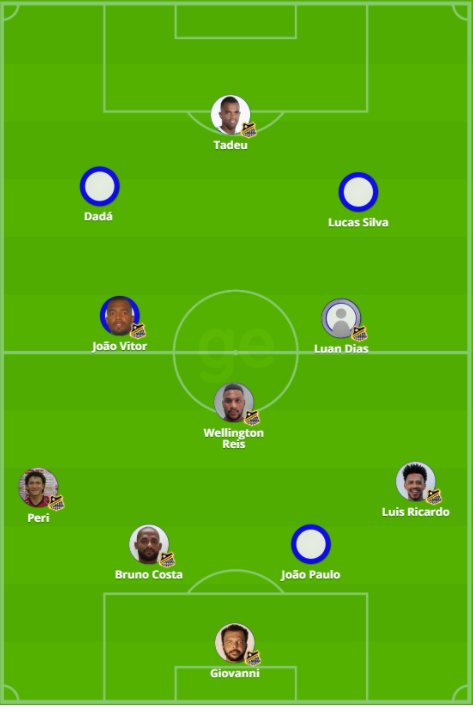 Tadeu
Dadá
Lucas Silva
João Vitor
Luan Dias
ge
Wellington
Reis
Peri
Luis Ricardo
Bruno Costa
João Paulo
Giovanni